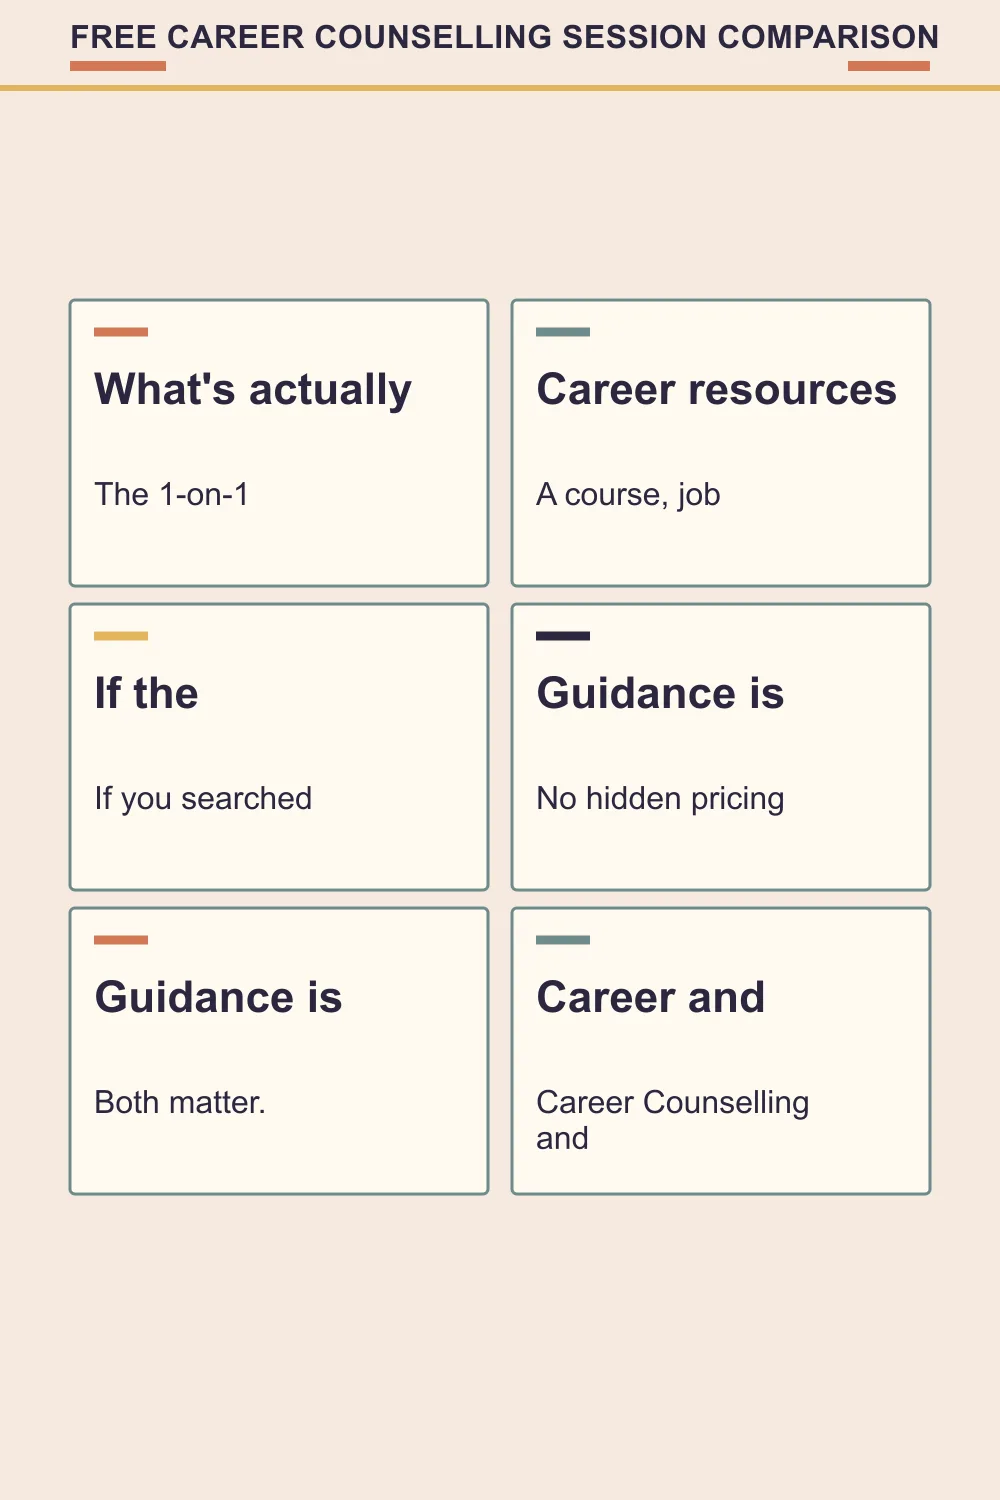 FREE CAREER COUNSELLING SESSION COMPARISON
What's actually
The 1-on-1
Career resources
A course, job
If the
If you searched
Guidance is
No hidden pricing
Guidance is
Both matter.
Career and
Career Counselling
and